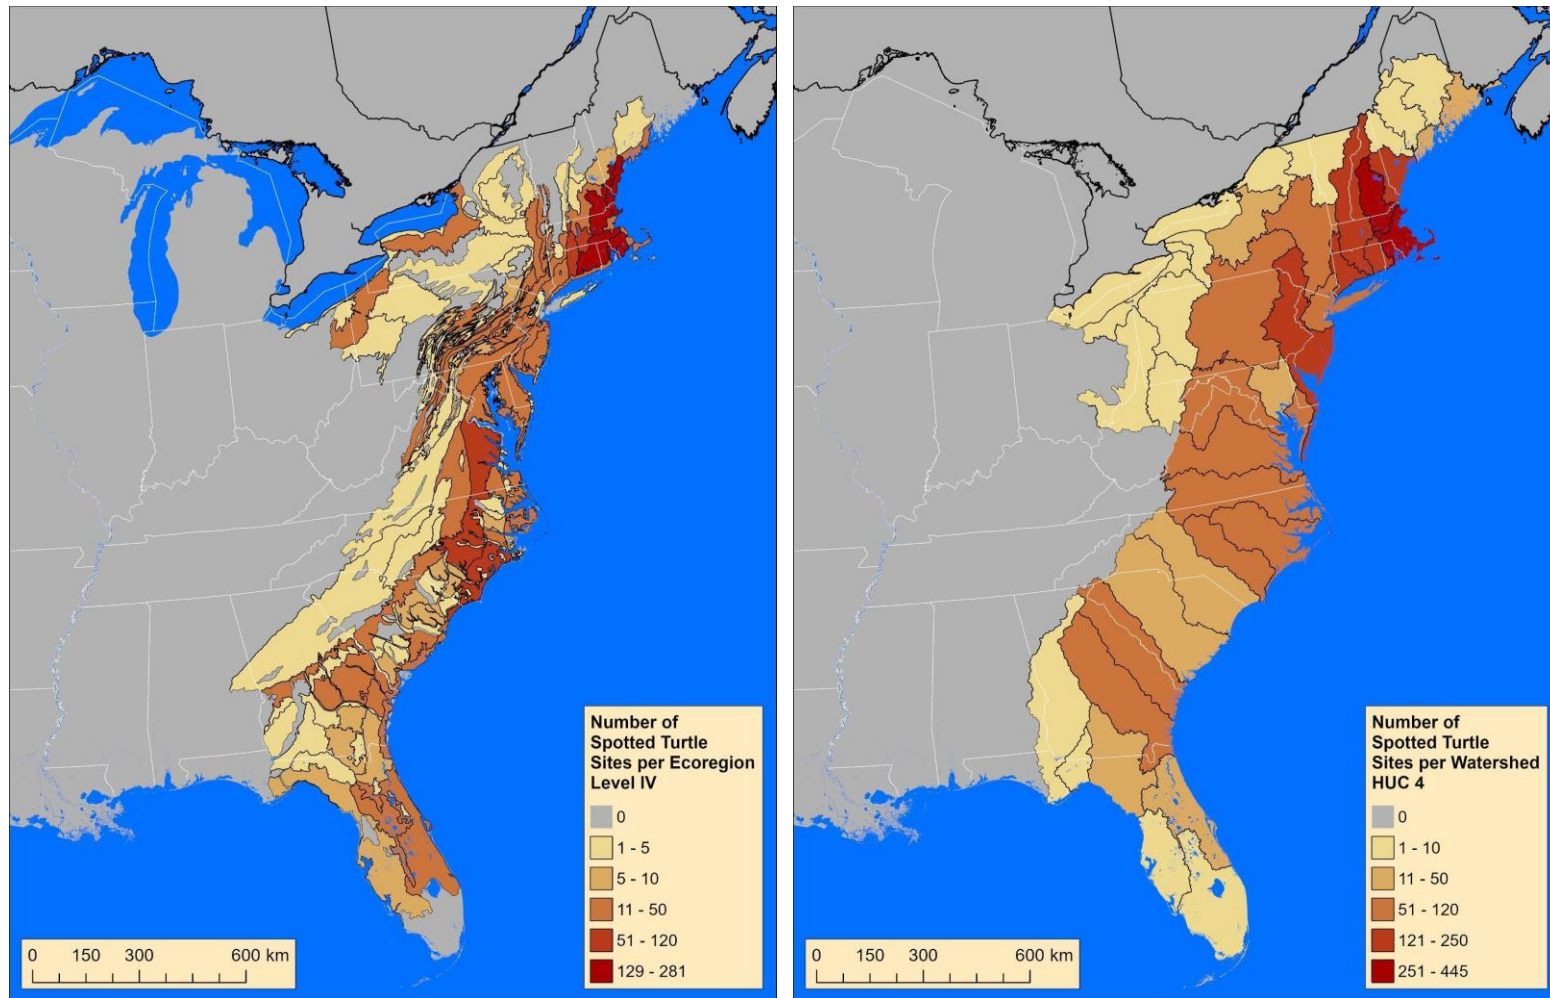 Number of
Spotted Turtle
Sites per Ecoregion
Level IV
0
1 - 5
5 - 10
11 - 50
51 - 120
129 - 281
0 150 300 600 km
Number of
Spotted Turtle
Sites per Watershed
HUC 4
0
1 - 10
11 - 50
51 - 120
121 - 250
251 - 445
0 150 300 600 km